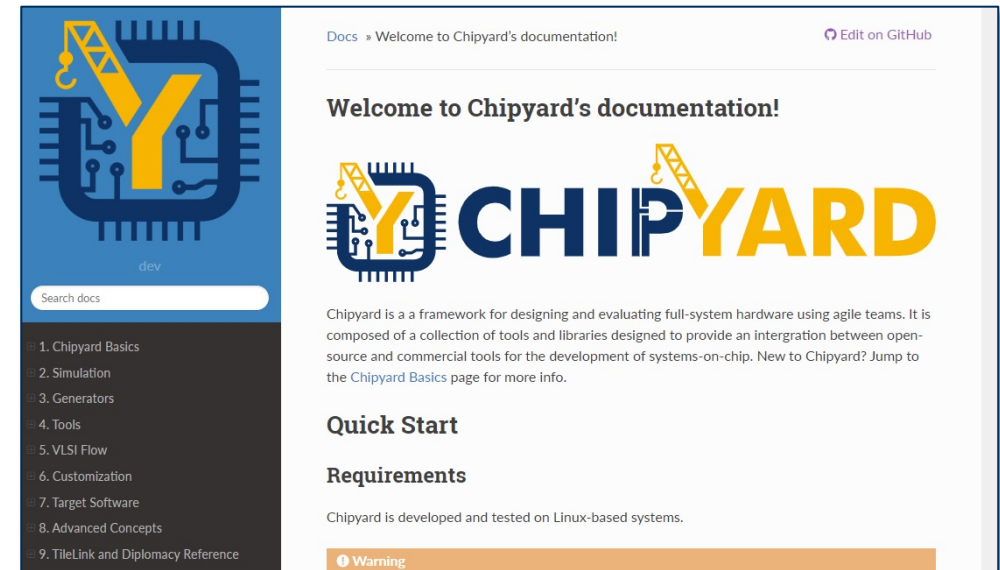 dev
Search docs
1. Chipyard Basics
2. Simulation
3. Generators
4. Tools
5. VLSI Flow
6. Customization
7. Target Software
8. Advanced Concepts
9. TileLink and Diplomacy Reference
Docs » Welcome to Chipyard's documentation!
Edit on GitHub
Welcome to Chipyard's documentation!
CHIPYARD
Chipyard is a a framework for designing and evaluating full-system hardware using agile teams. It is
composed of a collection of tools and libraries designed to provide an intergration between open-
source and commercial tools for the development of systems-on-chip. New to Chipyard? Jump to
the Chipyard Basics page for more info.
Quick Start
Requirements
Chipyard is developed and tested on Linux-based systems.
Warning